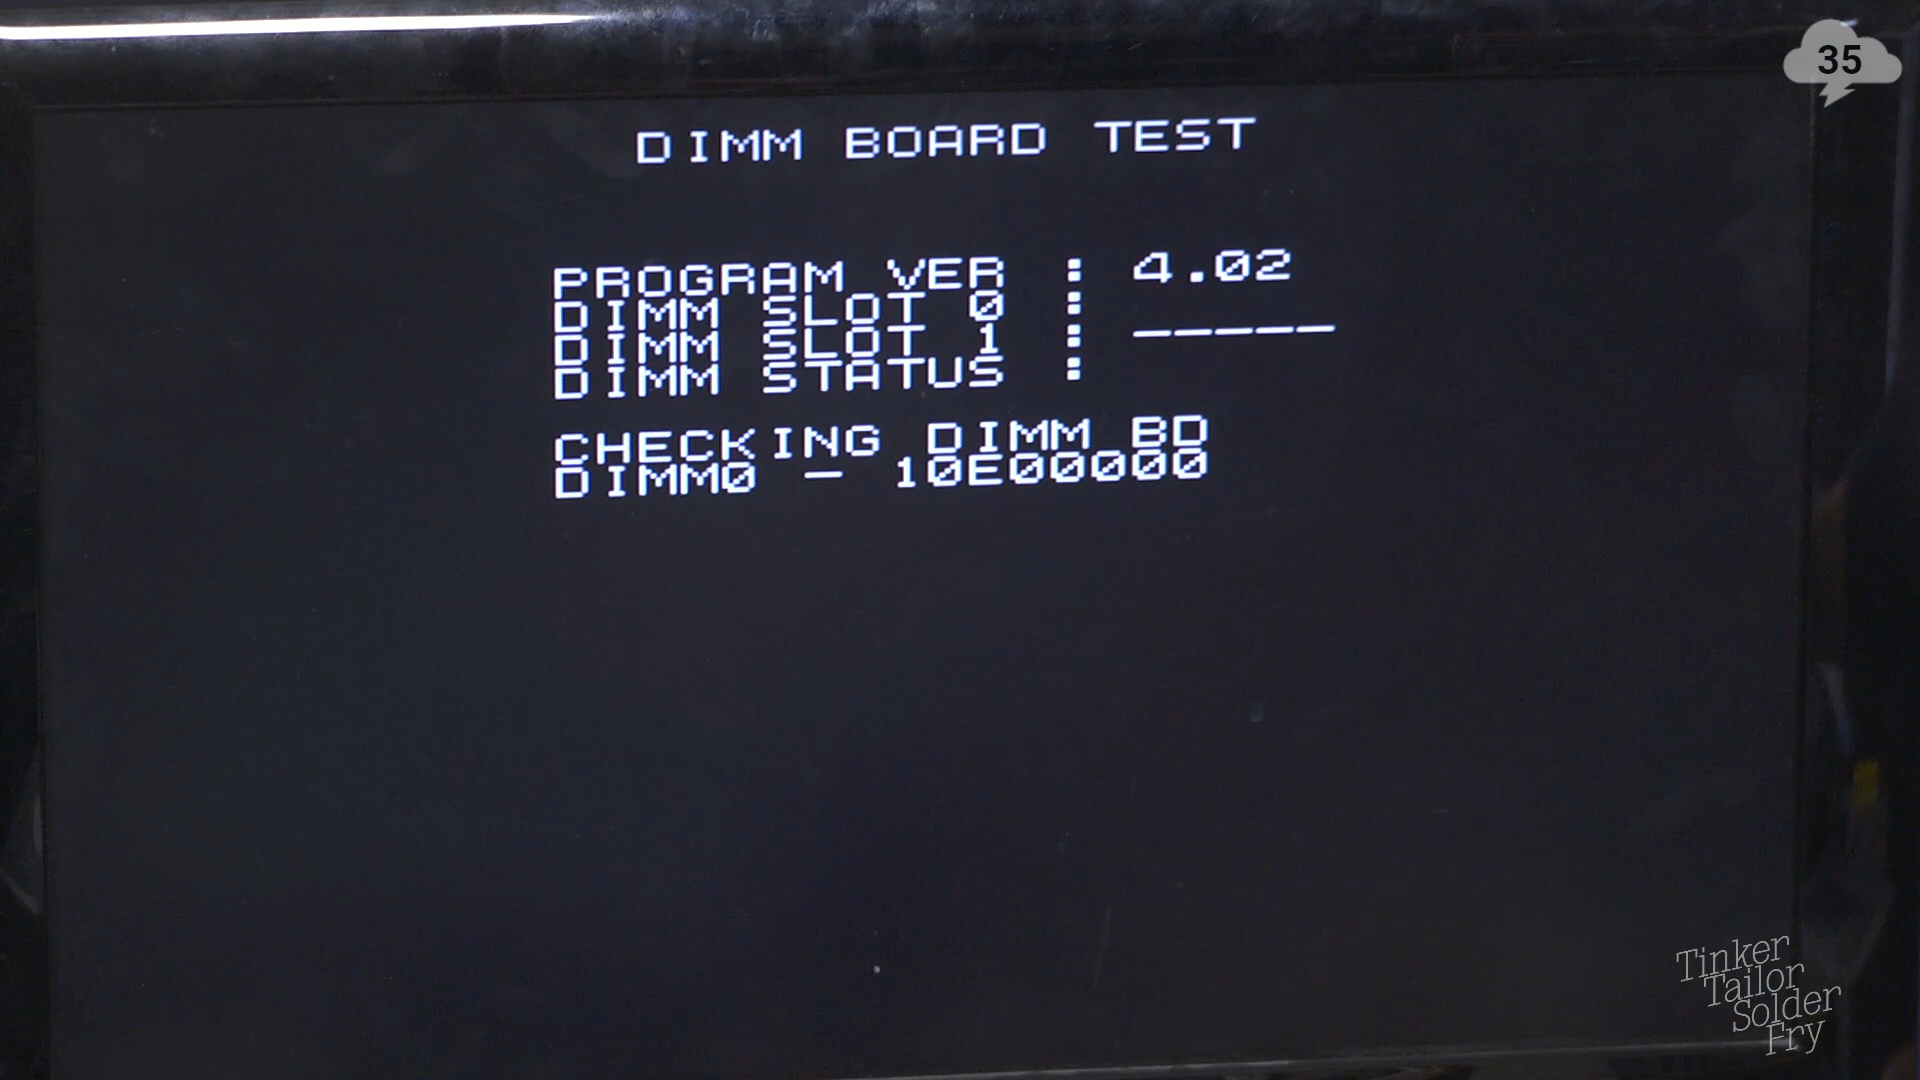 35
DIMM BOARD TEST
PROGRAM VER : 4.02
DIMM SLOT 0 :
DIMM SLOT 1 : -----
DIMM STATUS :
CHECKING DIMM BD
DIMM0 - 10E00000
Tinker
Tailor
Solder
Fry